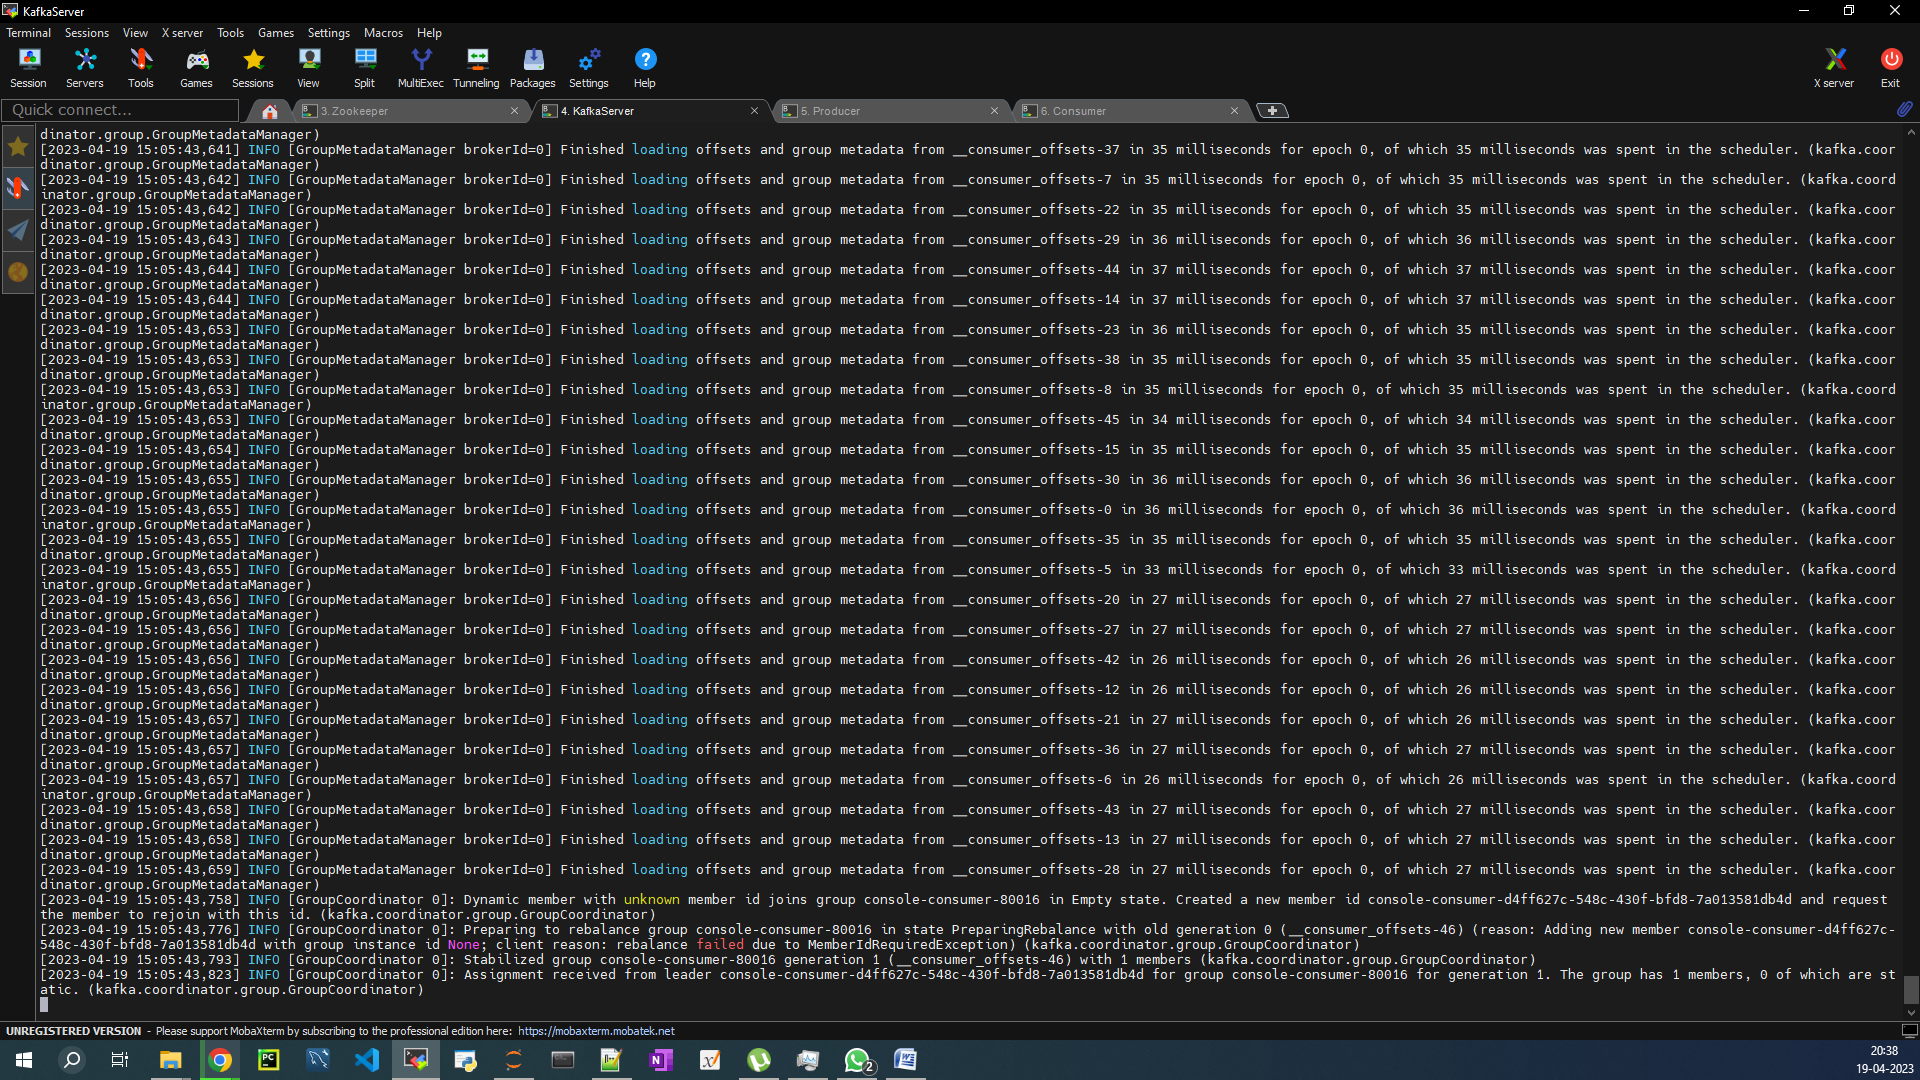 KafkaServer
Terminal Sessions View X server Tools Games Settings Macros Help
Session Servers Tools Games Sessions View Split MultiExec Tunneling Packages Settings Help X server Exit
Quick connect... 3. Zookeeper 4. KafkaServer 5. Producer 6. Consumer
dinator.group.GroupMetadataManager)
[2023-04-19 15:05:43,641] INFO [GroupMetadataManager brokerId=0] Finished loading offsets and group metadata from __consumer_offsets-37 in 35 milliseconds for epoch 0, of which 35 milliseconds was spent in the scheduler. (kafka.coor
dinator.group.GroupMetadataManager)
[2023-04-19 15:05:43,642] INFO [GroupMetadataManager brokerId=0] Finished loading offsets and group metadata from __consumer_offsets-7 in 35 milliseconds for epoch 0, of which 35 milliseconds was spent in the scheduler. (kafka.coord
inator.group.GroupMetadataManager)
[2023-04-19 15:05:43,642] INFO [GroupMetadataManager brokerId=0] Finished loading offsets and group metadata from __consumer_offsets-22 in 35 milliseconds for epoch 0, of which 35 milliseconds was spent in the scheduler. (kafka.coor
dinator.group.GroupMetadataManager)
[2023-04-19 15:05:43,643] INFO [GroupMetadataManager brokerId=0] Finished loading offsets and group metadata from __consumer_offsets-29 in 36 milliseconds for epoch 0, of which 36 milliseconds was spent in the scheduler. (kafka.coor
dinator.group.GroupMetadataManager)
[2023-04-19 15:05:43,644] INFO [GroupMetadataManager brokerId=0] Finished loading offsets and group metadata from __consumer_offsets-44 in 37 milliseconds for epoch 0, of which 37 milliseconds was spent in the scheduler. (kafka.coor
dinator.group.GroupMetadataManager)
[2023-04-19 15:05:43,644] INFO [GroupMetadataManager brokerId=0] Finished loading offsets and group metadata from __consumer_offsets-14 in 37 milliseconds for epoch 0, of which 37 milliseconds was spent in the scheduler. (kafka.coor
dinator.group.GroupMetadataManager)
[2023-04-19 15:05:43,653] INFO [GroupMetadataManager brokerId=0] Finished loading offsets and group metadata from __consumer_offsets-23 in 36 milliseconds for epoch 0, of which 35 milliseconds was spent in the scheduler. (kafka.coor
dinator.group.GroupMetadataManager)
[2023-04-19 15:05:43,653] INFO [GroupMetadataManager brokerId=0] Finished loading offsets and group metadata from __consumer_offsets-38 in 35 milliseconds for epoch 0, of which 35 milliseconds was spent in the scheduler. (kafka.coor
dinator.group.GroupMetadataManager)
[2023-04-19 15:05:43,653] INFO [GroupMetadataManager brokerId=0] Finished loading offsets and group metadata from __consumer_offsets-8 in 35 milliseconds for epoch 0, of which 35 milliseconds was spent in the scheduler. (kafka.coord
inator.group.GroupMetadataManager)
[2023-04-19 15:05:43,653] INFO [GroupMetadataManager brokerId=0] Finished loading offsets and group metadata from __consumer_offsets-45 in 34 milliseconds for epoch 0, of which 34 milliseconds was spent in the scheduler. (kafka.coor
dinator.group.GroupMetadataManager)
[2023-04-19 15:05:43,654] INFO [GroupMetadataManager brokerId=0] Finished loading offsets and group metadata from __consumer_offsets-15 in 35 milliseconds for epoch 0, of which 35 milliseconds was spent in the scheduler. (kafka.coor
dinator.group.GroupMetadataManager)
[2023-04-19 15:05:43,655] INFO [GroupMetadataManager brokerId=0] Finished loading offsets and group metadata from __consumer_offsets-30 in 36 milliseconds for epoch 0, of which 36 milliseconds was spent in the scheduler. (kafka.coor
dinator.group.GroupMetadataManager)
[2023-04-19 15:05:43,655] INFO [GroupMetadataManager brokerId=0] Finished loading offsets and group metadata from __consumer_offsets-0 in 36 milliseconds for epoch 0, of which 36 milliseconds was spent in the scheduler. (kafka.coord
inator.group.GroupMetadataManager)
[2023-04-19 15:05:43,655] INFO [GroupMetadataManager brokerId=0] Finished loading offsets and group metadata from __consumer_offsets-35 in 35 milliseconds for epoch 0, of which 35 milliseconds was spent in the scheduler. (kafka.coor
dinator.group.GroupMetadataManager)
[2023-04-19 15:05:43,655] INFO [GroupMetadataManager brokerId=0] Finished loading offsets and group metadata from __consumer_offsets-5 in 33 milliseconds for epoch 0, of which 33 milliseconds was spent in the scheduler. (kafka.coord
inator.group.GroupMetadataManager)
[2023-04-19 15:05:43,656] INFO [GroupMetadataManager brokerId=0] Finished loading offsets and group metadata from __consumer_offsets-20 in 27 milliseconds for epoch 0, of which 27 milliseconds was spent in the scheduler. (kafka.coor
dinator.group.GroupMetadataManager)
[2023-04-19 15:05:43,656] INFO [GroupMetadataManager brokerId=0] Finished loading offsets and group metadata from __consumer_offsets-27 in 27 milliseconds for epoch 0, of which 27 milliseconds was spent in the scheduler. (kafka.coor
dinator.group.GroupMetadataManager)
[2023-04-19 15:05:43,656] INFO [GroupMetadataManager brokerId=0] Finished loading offsets and group metadata from __consumer_offsets-42 in 26 milliseconds for epoch 0, of which 26 milliseconds was spent in the scheduler. (kafka.coor
dinator.group.GroupMetadataManager)
[2023-04-19 15:05:43,656] INFO [GroupMetadataManager brokerId=0] Finished loading offsets and group metadata from __consumer_offsets-12 in 26 milliseconds for epoch 0, of which 26 milliseconds was spent in the scheduler. (kafka.coor
dinator.group.GroupMetadataManager)
[2023-04-19 15:05:43,657] INFO [GroupMetadataManager brokerId=0] Finished loading offsets and group metadata from __consumer_offsets-21 in 27 milliseconds for epoch 0, of which 26 milliseconds was spent in the scheduler. (kafka.coor
dinator.group.GroupMetadataManager)
[2023-04-19 15:05:43,657] INFO [GroupMetadataManager brokerId=0] Finished loading offsets and group metadata from __consumer_offsets-36 in 27 milliseconds for epoch 0, of which 27 milliseconds was spent in the scheduler. (kafka.coor
dinator.group.GroupMetadataManager)
[2023-04-19 15:05:43,657] INFO [GroupMetadataManager brokerId=0] Finished loading offsets and group metadata from __consumer_offsets-6 in 26 milliseconds for epoch 0, of which 26 milliseconds was spent in the scheduler. (kafka.coord
inator.group.GroupMetadataManager)
[2023-04-19 15:05:43,658] INFO [GroupMetadataManager brokerId=0] Finished loading offsets and group metadata from __consumer_offsets-43 in 27 milliseconds for epoch 0, of which 27 milliseconds was spent in the scheduler. (kafka.coor
dinator.group.GroupMetadataManager)
[2023-04-19 15:05:43,658] INFO [GroupMetadataManager brokerId=0] Finished loading offsets and group metadata from __consumer_offsets-13 in 27 milliseconds for epoch 0, of which 27 milliseconds was spent in the scheduler. (kafka.coor
dinator.group.GroupMetadataManager)
[2023-04-19 15:05:43,659] INFO [GroupMetadataManager brokerId=0] Finished loading offsets and group metadata from __consumer_offsets-28 in 27 milliseconds for epoch 0, of which 27 milliseconds was spent in the scheduler. (kafka.coor
dinator.group.GroupMetadataManager)
[2023-04-19 15:05:43,758] INFO [GroupCoordinator 0]: Dynamic member with unknown member id joins group console-consumer-80016 in Empty state. Created a new member id console-consumer-d4ff627c-548c-430f-bfd8-7a013581db4d and request
the member to rejoin with this id. (kafka.coordinator.group.GroupCoordinator)
[2023-04-19 15:05:43,776] INFO [GroupCoordinator 0]: Preparing to rebalance group console-consumer-80016 in state PreparingRebalance with old generation 0 (__consumer_offsets-46) (reason: Adding new member console-consumer-d4ff627c-
548c-430f-bfd8-7a013581db4d with group instance id None; client reason: rebalance failed due to MemberIdRequiredException) (kafka.coordinator.group.GroupCoordinator)
[2023-04-19 15:05:43,793] INFO [GroupCoordinator 0]: Stabilized group console-consumer-80016 generation 1 (__consumer_offsets-46) with 1 members (kafka.coordinator.group.GroupCoordinator)
[2023-04-19 15:05:43,823] INFO [GroupCoordinator 0]: Assignment received from leader console-consumer-d4ff627c-548c-430f-bfd8-7a013581db4d for group console-consumer-80016 for generation 1. The group has 1 members, 0 of which are st
atic. (kafka.coordinator.group.GroupCoordinator)
UNREGISTERED VERSION - Please support MobaXterm by subscribing to the professional edition here: https://mobaxterm.mobatek.net
20:38
19-04-2023